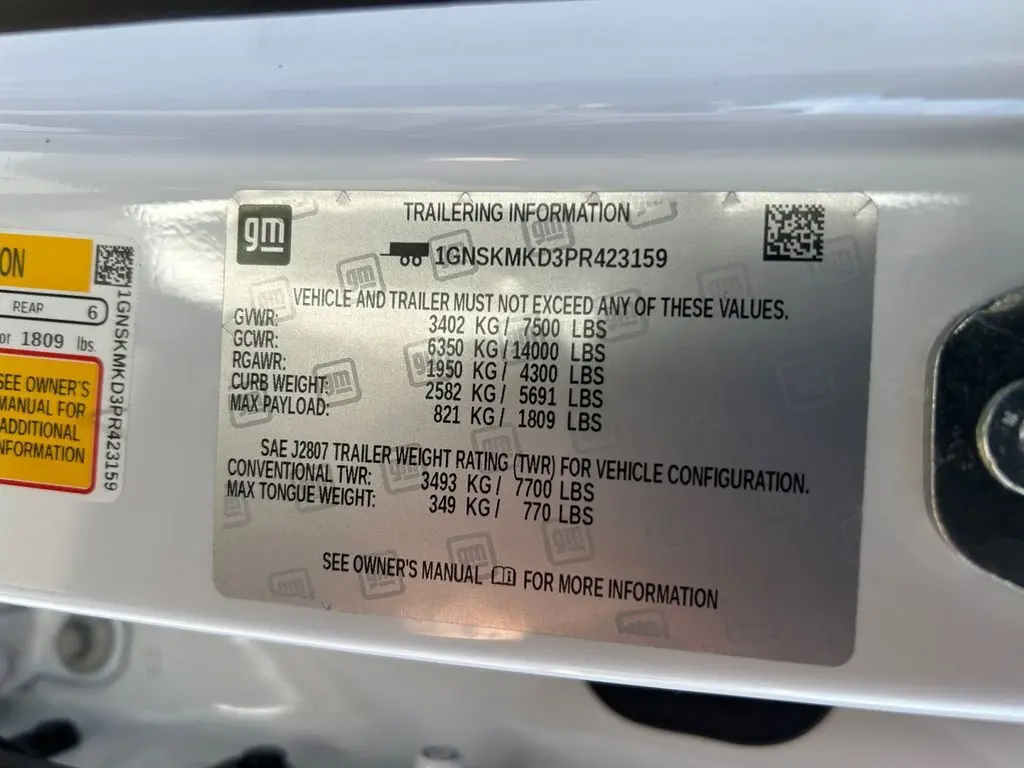 ON
REAR 6
or 1809 lbs.
SEE OWNER'S
MANUAL FOR
ADDITIONAL
INFORMATION
1GNSKMKD3PR423159
gm
TRAILERING INFORMATION
1GNSKMKD3PR423159
VEHICLE AND TRAILER MUST NOT EXCEED ANY OF THESE VALUES.
GVWR: 3402 KG / 7500 LBS
GCWR: 6350 KG / 14000 LBS
RGAWR: 1950 KG / 4300 LBS
CURB WEIGHT: 2582 KG / 5691 LBS
MAX PAYLOAD: 821 KG / 1809 LBS
SAE J2807 TRAILER WEIGHT RATING (TWR) FOR VEHICLE CONFIGURATION.
CONVENTIONAL TWR: 3493 KG / 7700 LBS
MAX TONGUE WEIGHT: 349 KG / 770 LBS
SEE OWNER'S MANUAL FOR MORE INFORMATION